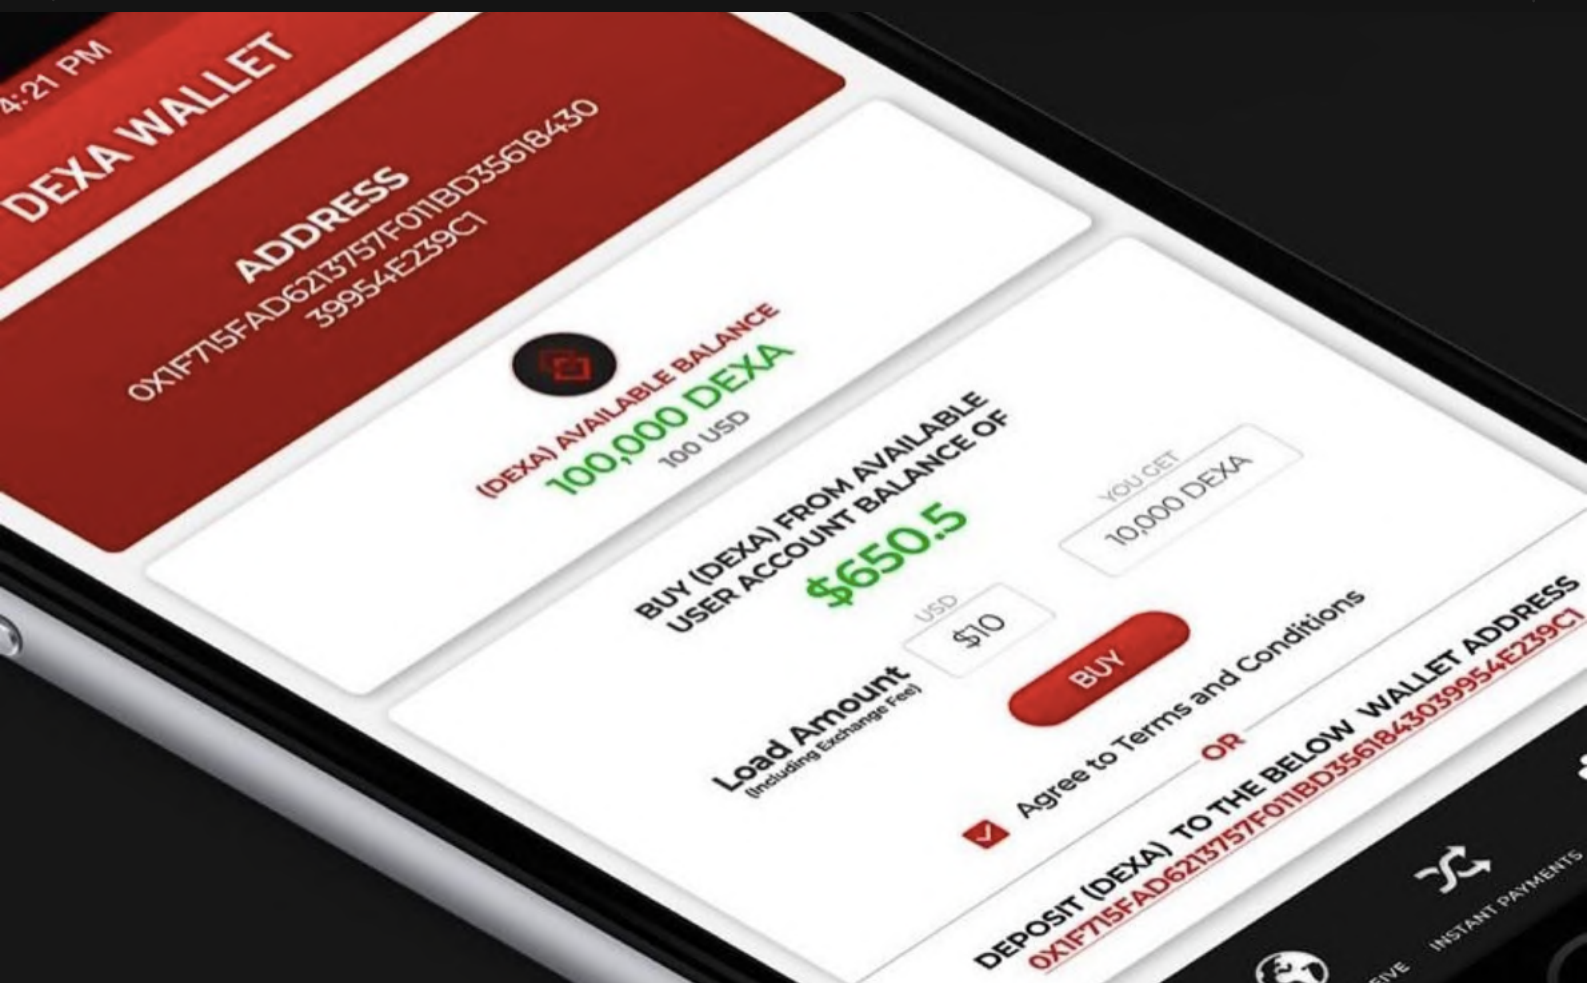 4:21 PM
DEXA WALLET
ADDRESS
0X1F715FAD6213757F011BD35618430
39954E239C1
(DEXA) AVAILABLE BALANCE
100,000 DEXA
100 USD
BUY (DEXA) FROM AVAILABLE
USER ACCOUNT BALANCE OF
$650.5
USD
YOU GET
Load Amount
$10
10,000 DEXA
(Including Exchange Fee)
BUY
Agree to Terms and Conditions
OR
DEPOSIT (DEXA) TO THE BELOW WALLET ADDRESS
0X1F715FAD6213757F011BD3561843039954E239C1
INSTANT PAYMENTS